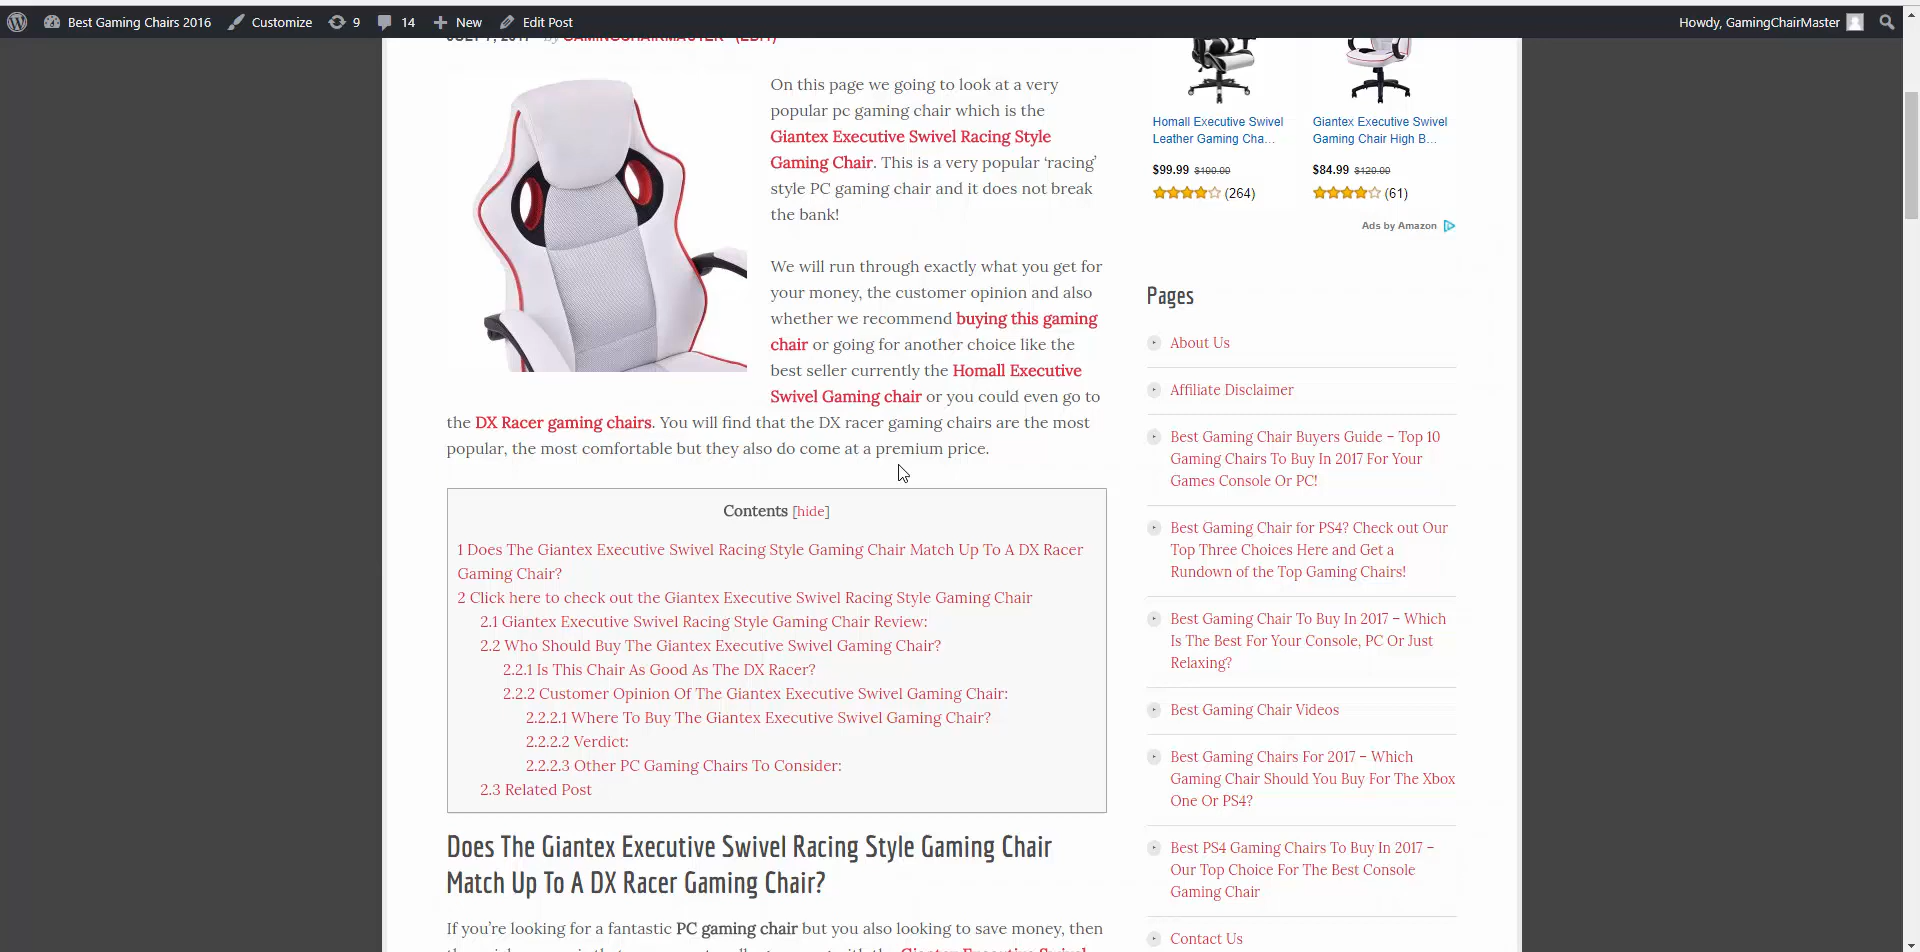 Best Gaming Chairs 2016 Customize 9 14 New Edit Post Howdy, GamingChairMaster
JULY 7, 2017 by GAMINGCHAIRMASTER (EDIT)
On this page we going to look at a very
popular pc gaming chair which is the
Giantex Executive Swivel Racing Style
Gaming Chair. This is a very popular ‘racing’
style PC gaming chair and it does not break
the bank!
We will run through exactly what you get for
your money, the customer opinion and also
whether we recommend buying this gaming
chair or going for another choice like the
best seller currently the Homall Executive
Swivel Gaming chair or you could even go to
the DX Racer gaming chairs. You will find that the DX racer gaming chairs are the most
popular, the most comfortable but they also do come at a premium price.
Contents [hide]
1 Does The Giantex Executive Swivel Racing Style Gaming Chair Match Up To A DX Racer
Gaming Chair?
2 Click here to check out the Giantex Executive Swivel Racing Style Gaming Chair
2.1 Giantex Executive Swivel Racing Style Gaming Chair Review:
2.2 Who Should Buy The Giantex Executive Swivel Gaming Chair?
2.2.1 Is This Chair As Good As The DX Racer?
2.2.2 Customer Opinion Of The Giantex Executive Swivel Gaming Chair:
2.2.2.1 Where To Buy The Giantex Executive Swivel Gaming Chair?
2.2.2.2 Verdict:
2.2.2.3 Other PC Gaming Chairs To Consider:
2.3 Related Post
Does The Giantex Executive Swivel Racing Style Gaming Chair
Match Up To A DX Racer Gaming Chair?
If you’re looking for a fantastic PC gaming chair but you also looking to save money, then
Homall Executive Swivel
Leather Gaming Cha...
$99.99 $100.00
(264)
Giantex Executive Swivel
Gaming Chair High B...
$84.99 $120.00
(61)
Ads by Amazon
Pages
About Us
Affiliate Disclaimer
Best Gaming Chair Buyers Guide – Top 10
Gaming Chairs To Buy In 2017 For Your
Games Console Or PC!
Best Gaming Chair for PS4? Check out Our
Top Three Choices Here and Get a
Rundown of the Top Gaming Chairs!
Best Gaming Chair To Buy In 2017 – Which
Is The Best For Your Console, PC Or Just
Relaxing?
Best Gaming Chair Videos
Best Gaming Chairs For 2017 – Which
Gaming Chair Should You Buy For The Xbox
One Or PS4?
Best PS4 Gaming Chairs To Buy In 2017 –
Our Top Choice For The Best Console
Gaming Chair
Contact Us